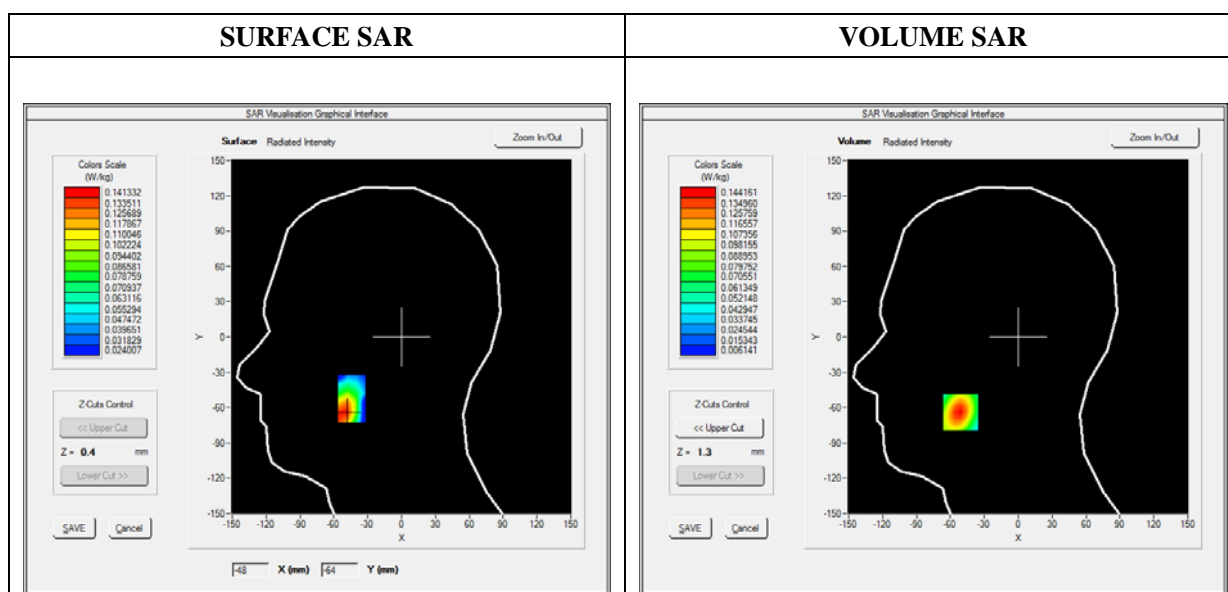 SURFACE SAR
VOLUME SAR
SAR Visualisation Graphical Interface
Surface Radiated Intensity
Zoom In/Out
Colors Scale
(W/kg)
0.141332
0.133511
0.125689
0.117867
0.110046
0.102224
0.094402
0.086581
0.078759
0.070937
0.063116
0.055294
0.047472
0.039651
0.031829
0.024007
Z-Cuts Control
<< Upper Cut
Z = 0.4 mm
Lower Cut >>
SAVE Cancel
150
120
90
60
30
0
-30
-60
-90
-120
-150
Y
-150 -120 -90 -60 -30 0 30 60 90 120 150
X
-48 X (mm) -64 Y (mm)
SAR Visualisation Graphical Interface
Volume Radiated Intensity
Zoom In/Out
Colors Scale
(W/kg)
0.144161
0.134960
0.125759
0.116557
0.107356
0.098155
0.088953
0.079752
0.070551
0.061349
0.052148
0.042947
0.033745
0.024544
0.015343
0.006141
Z-Cuts Control
<< Upper Cut
Z = 1.3 mm
Lower Cut >>
SAVE Cancel
150
120
90
60
30
0
-30
-60
-90
-120
-150
Y
-150 -120 -90 -60 -30 0 30 60 90 120 150
X